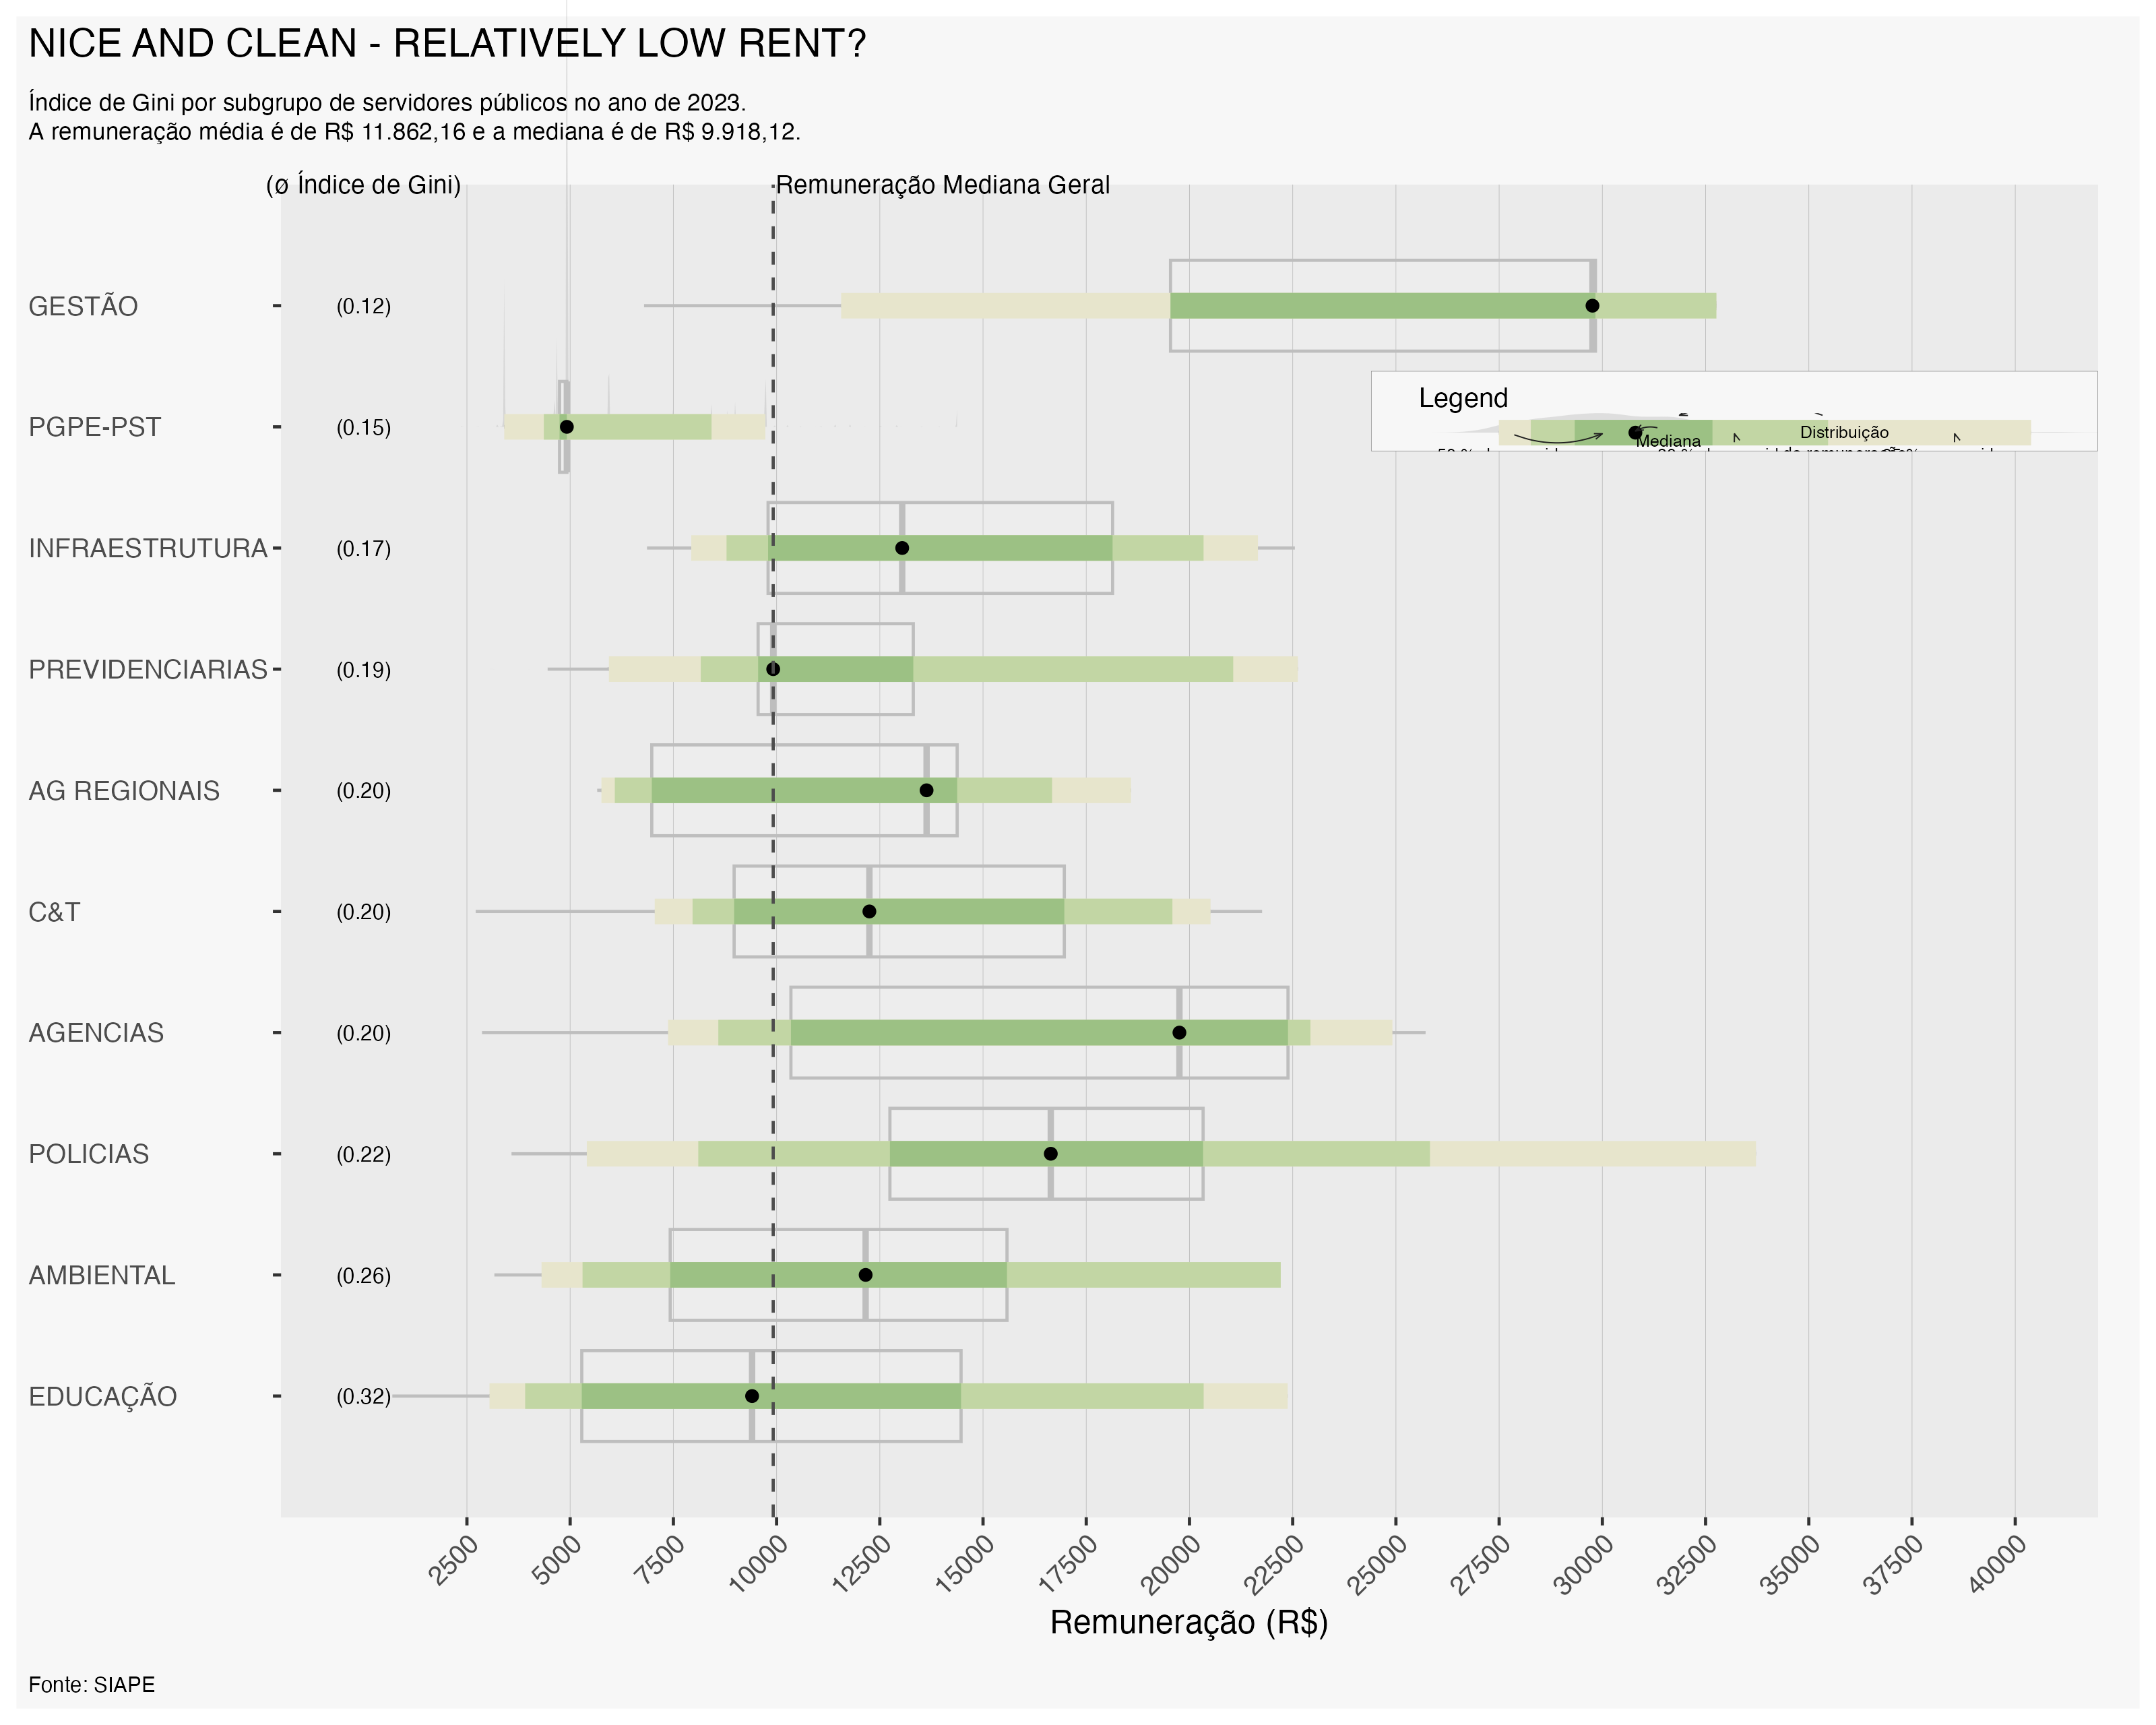 NICE AND CLEAN - RELATIVELY LOW RENT?
Índice de Gini por subgrupo de servidores públicos no ano de 2023.
A remuneração média é de R$ 11.862,16 e a mediana é de R$ 9.918,12.
(ø Índice de Gini)
Remuneração Mediana Geral
GESTÃO (0.12)
Legend
PGPE-PST (0.15)
Distribuição
Mediana
INFRAESTRUTURA (0.17)
PREVIDENCIARIAS (0.19)
AG REGIONAIS (0.20)
C&T (0.20)
AGENCIAS (0.20)
POLICIAS (0.22)
AMBIENTAL (0.26)
EDUCAÇÃO (0.32)
2500 5000 7500 10000 12500 15000 17500 20000 22500 25000 27500 30000 32500 35000 37500 40000
Remuneração (R$)
Fonte: SIAPE